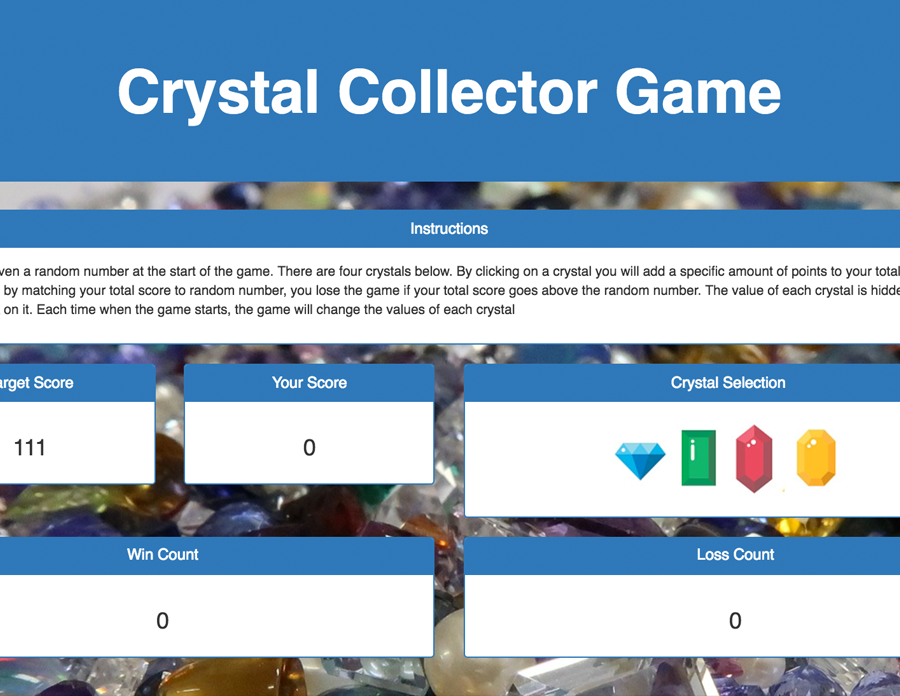 Crystal Collector Game
Instructions
a random number at the start of the game. There are four crystals below. By clicking on a crystal you will add a specific amount of points to your total
by matching your total score to random number, you lose the game if your total score goes above the random number. The value of each crystal is
on it. Each time when the game starts, the game will change the values of each crystal
Score Your Score Crystal Selection
111 0
Win Count Loss Count
0 0